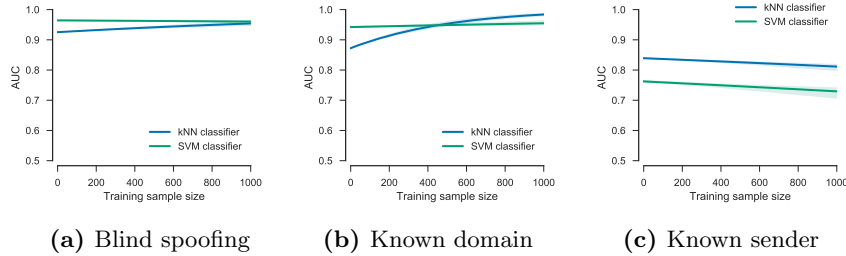 1.0
0.9
0.8
0.7
0.6
0.5
AUC
kNN classifier
SVM classifier
0 200 400 600 800 1000
Training sample size
(a) Blind spoofing
1.0
0.9
0.8
0.7
0.6
0.5
AUC
kNN classifier
SVM classifier
0 200 400 600 800 1000
Training sample size
(b) Known domain
kNN classifier
SVM classifier
1.0
0.9
0.8
0.7
0.6
0.5
AUC
0 200 400 600 800 1000
Training sample size
(c) Known sender